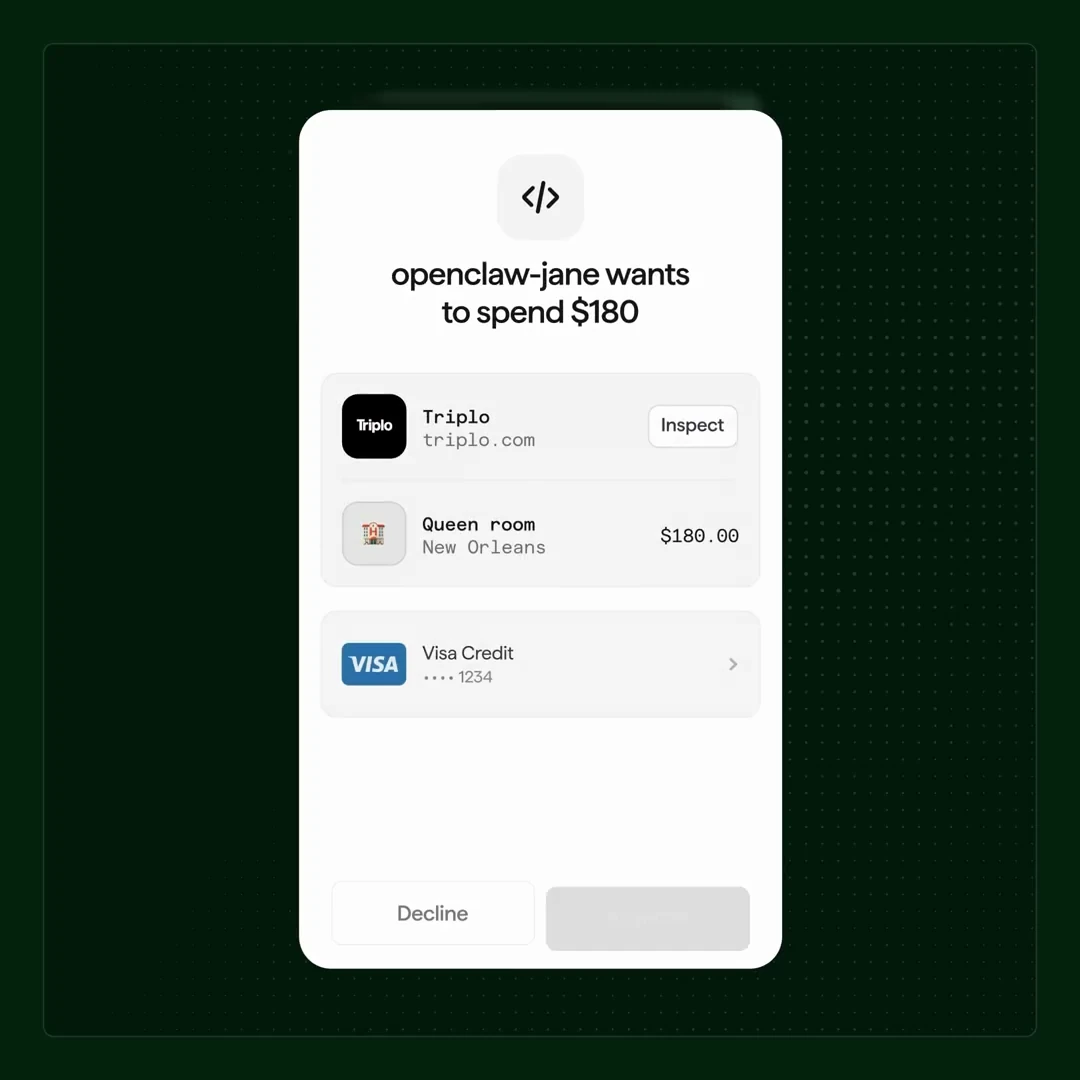 openclaw-jane wants
to spend $180
Triplo
Triplo
triplo.com
Inspect
Queen room
New Orleans
$180.00
VISA
Visa Credit
•••• 1234
Decline